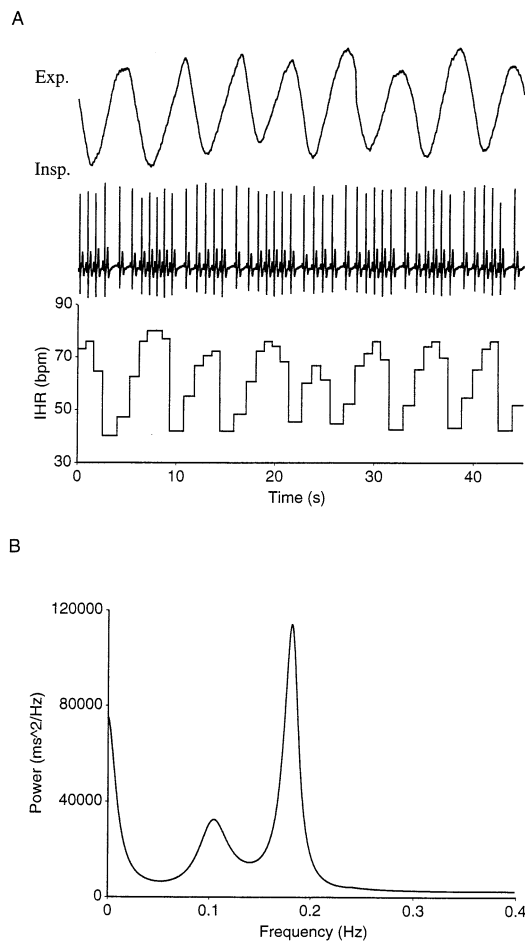 A
Exp.
Insp.
90
70
50
30
IHR (bpm)
0 10 20 30 40
Time (s)
B
120000
80000
40000
0
Power (ms^2/Hz)
0 0.1 0.2 0.3 0.4
Frequency (Hz)